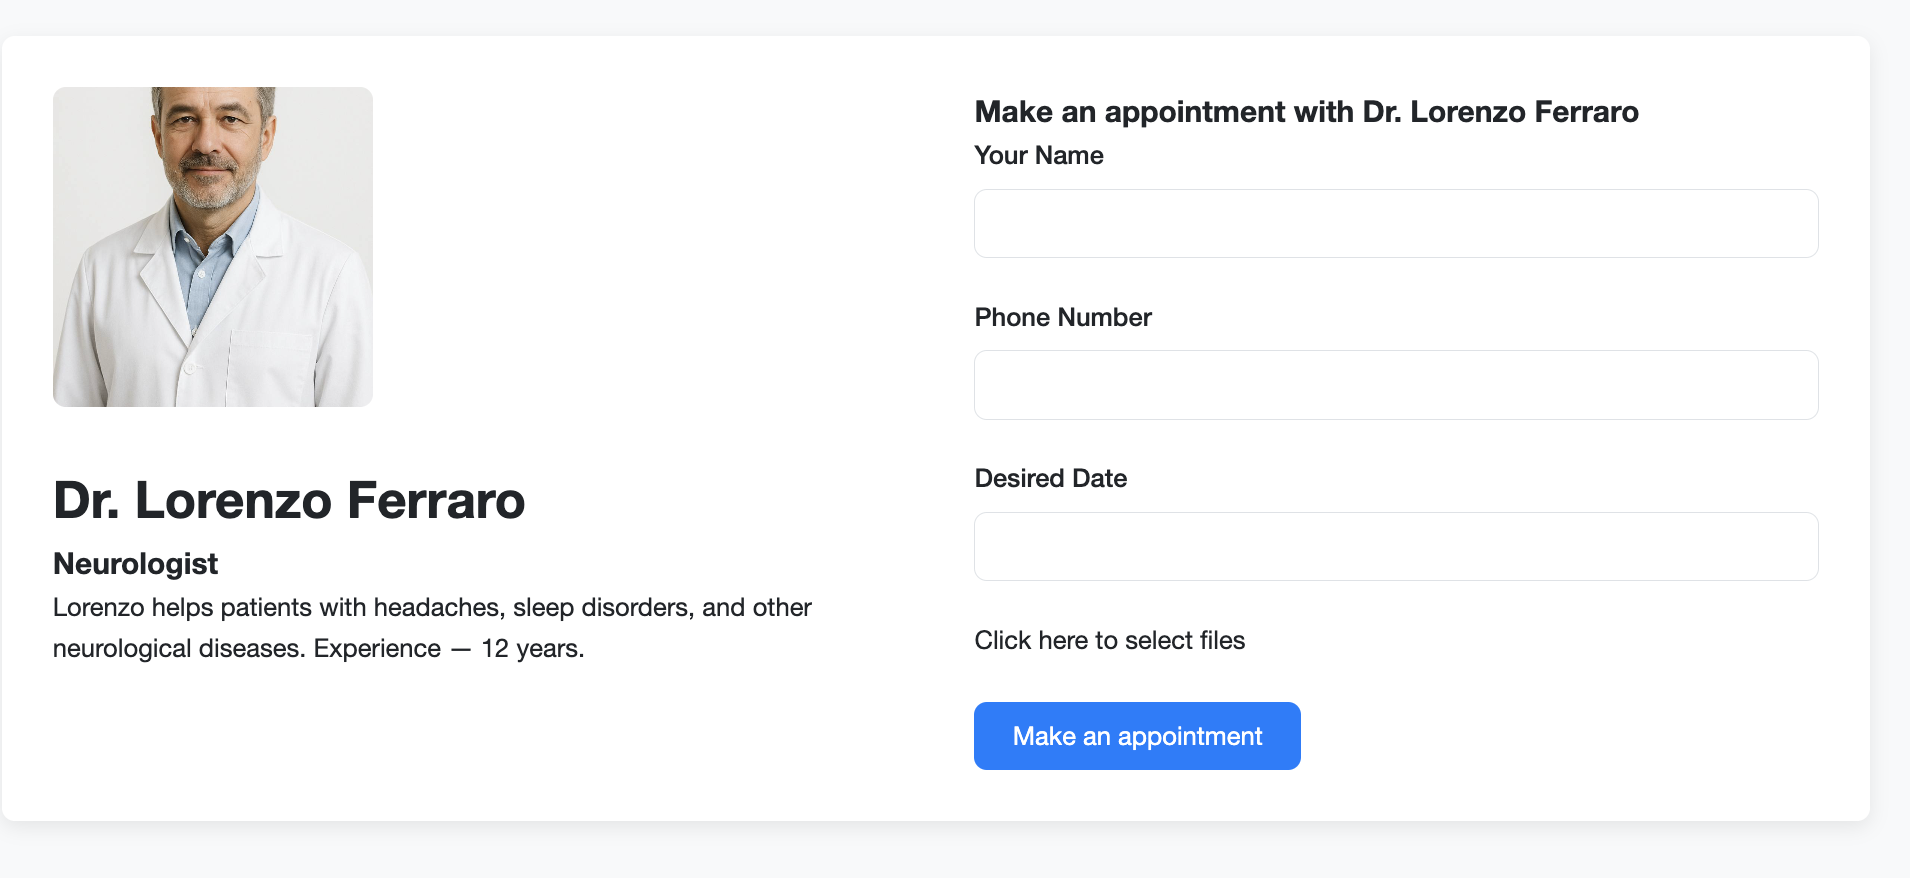 Dr. Lorenzo Ferraro
Neurologist
Lorenzo helps patients with headaches, sleep disorders, and other
neurological diseases. Experience — 12 years.
Make an appointment with Dr. Lorenzo Ferraro
Your Name
Phone Number
Desired Date
Click here to select files
Make an appointment